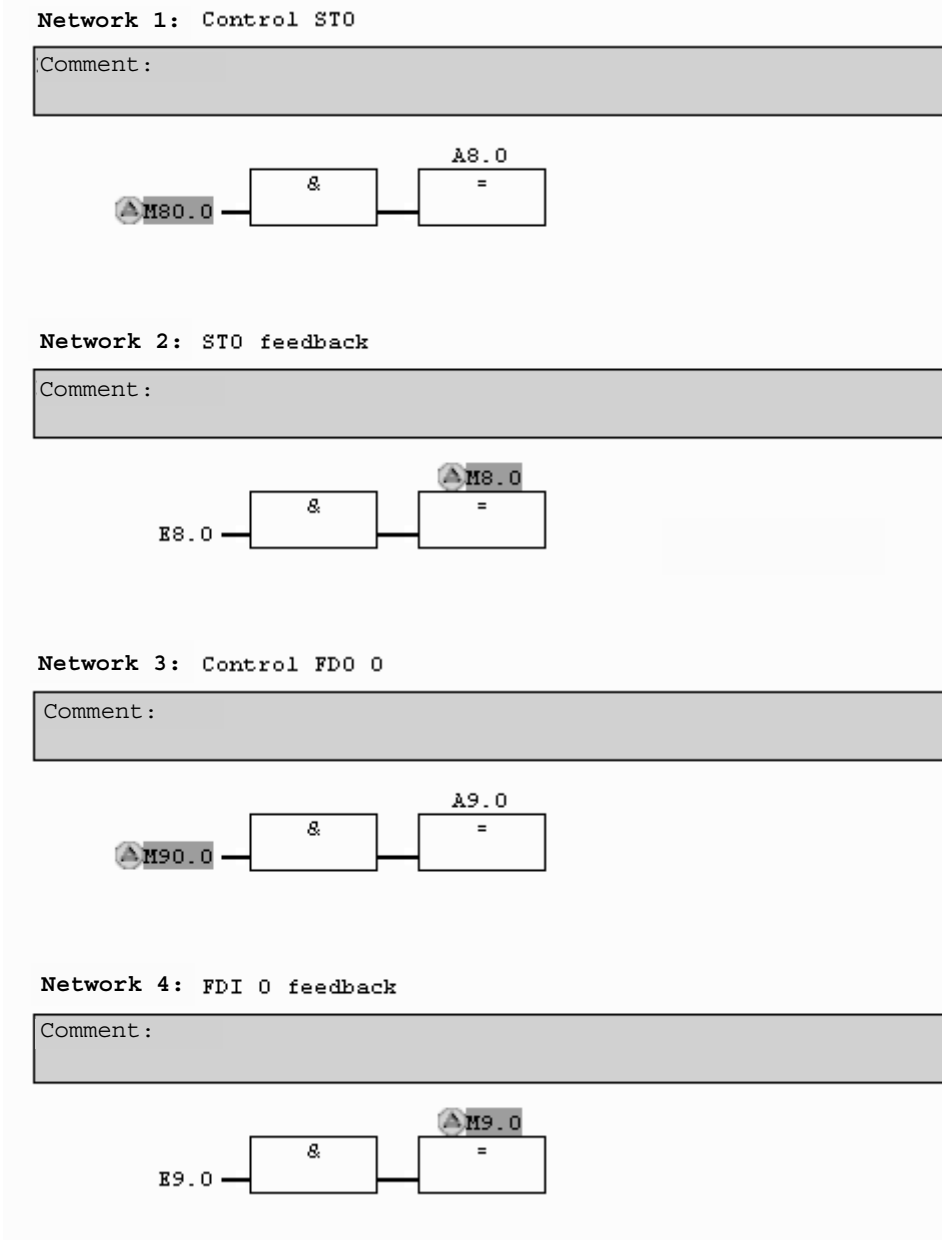 Network 1: Control STO
Comment:
A8.0
& =
M80.0
Network 2: STO feedback
Comment:
M8.0
& =
E8.0
Network 3: Control FDO 0
Comment:
A9.0
& =
M90.0
Network 4: FDI 0 feedback
Comment:
M9.0
& =
E9.0